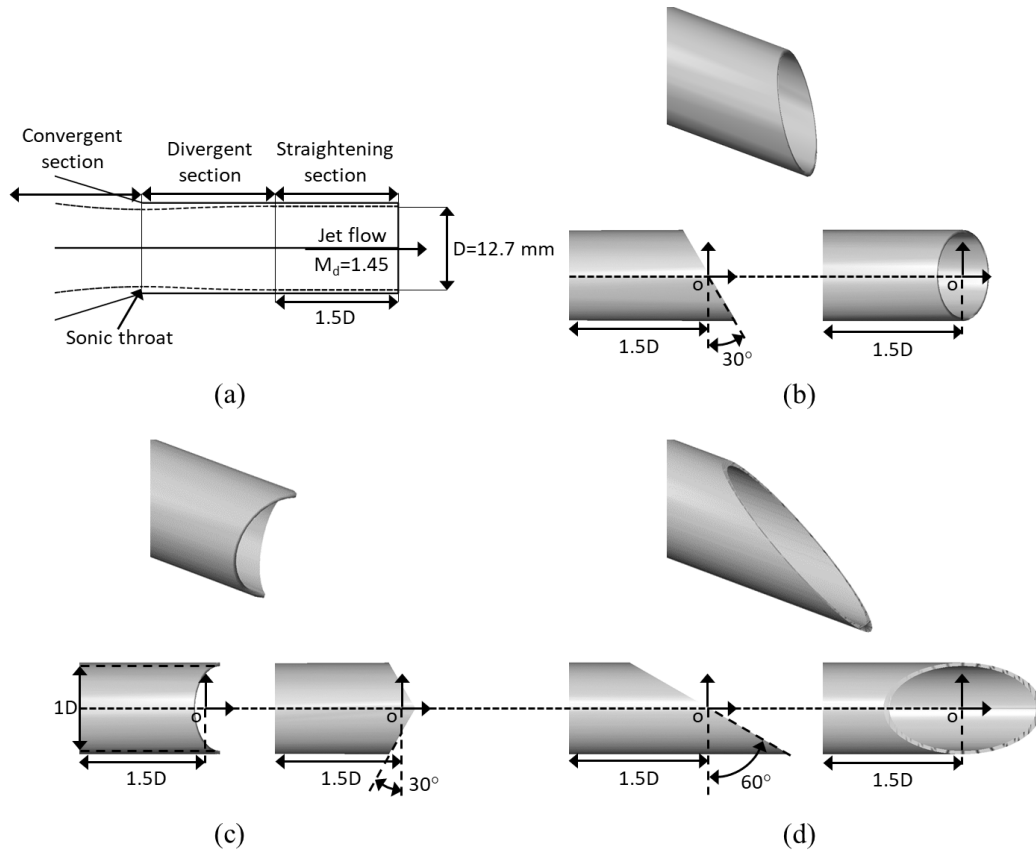 Convergent
section
Divergent
section
Straightening
section
Jet flow
M_d=1.45
D=12.7 mm
1.5D
Sonic throat
(a)
O
1.5D
30°
O
1.5D
(b)
1D
O
1.5D
O
1.5D
30°
(c)
O
1.5D
60°
O
1.5D
(d)